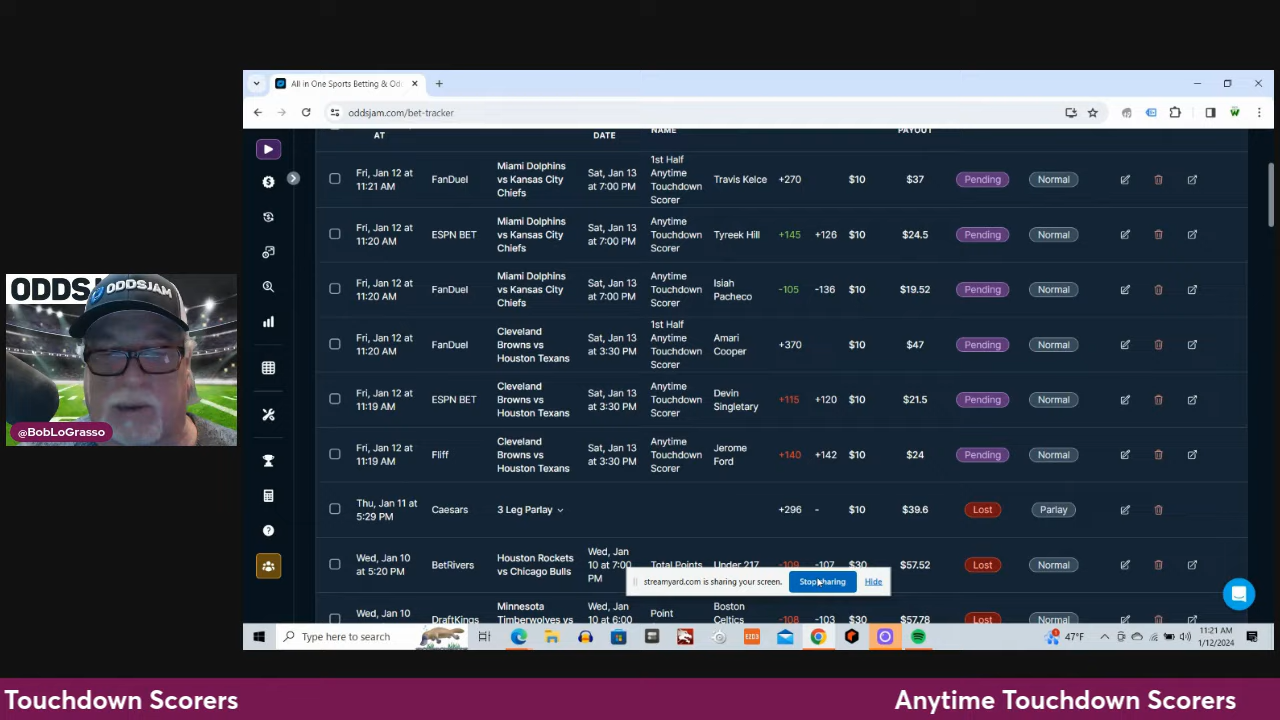 All in One Sports Betting & Od
oddsjam.com/bet-tracker
AT
DATE
NAME
PAYOUT
Fri, Jan 12 at
11:21 AM
FanDuel
Miami Dolphins
vs Kansas City
Chiefs
Sat, Jan 13
at 7:00 PM
1st Half
Anytime
Touchdown
Scorer
Travis Kelce
+270
$10
$37
Pending
Normal
Fri, Jan 12 at
11:20 AM
ESPN BET
Miami Dolphins
vs Kansas City
Chiefs
Sat, Jan 13
at 7:00 PM
Anytime
Touchdown
Scorer
Tyreek Hill
+145
+126
$10
$24.5
Pending
Normal
Fri, Jan 12 at
11:20 AM
FanDuel
Miami Dolphins
vs Kansas City
Chiefs
Sat, Jan 13
at 7:00 PM
Anytime
Touchdown
Scorer
Isiah
Pacheco
-105
-136
$10
$19.52
Pending
Normal
Fri, Jan 12 at
11:20 AM
FanDuel
Cleveland
Browns vs
Houston Texans
Sat, Jan 13
at 3:30 PM
1st Half
Anytime
Touchdown
Scorer
Amari
Cooper
+370
$10
$47
Pending
Normal
Fri, Jan 12 at
11:19 AM
ESPN BET
Cleveland
Browns vs
Houston Texans
Sat, Jan 13
at 3:30 PM
Anytime
Touchdown
Scorer
Devin
Singletary
+115
+120
$10
$21.5
Pending
Normal
Fri, Jan 12 at
11:19 AM
Fliff
Cleveland
Browns vs
Houston Texans
Sat, Jan 13
at 3:30 PM
Anytime
Touchdown
Scorer
Jerome
Ford
+140
+142
$10
$24
Pending
Normal
Thu, Jan 11 at
5:29 PM
Caesars
3 Leg Parlay
+296
-
$10
$39.6
Lost
Parlay
Wed, Jan 10
at 5:20 PM
BetRivers
Houston Rockets
vs Chicago Bulls
Wed, Jan
10 at 7:00
PM
Total Points
Under 217
-109
-107
$30
$57.52
Lost
Normal
Wed, Jan 10
DraftKings
Minnesota
Timberwolves vs
Wed, Jan
10 at 6:00
Point
Boston
Celtics
-108
-103
$30
$57.78
Lost
Normal
streamyard.com is sharing your screen.
Stop sharing
Hide
Type here to search
47°F
11:21 AM
1/12/2024
ODDSJ
ODDSJAM
@BobLoGrasso
Touchdown Scorers
Anytime Touchdown Scorers